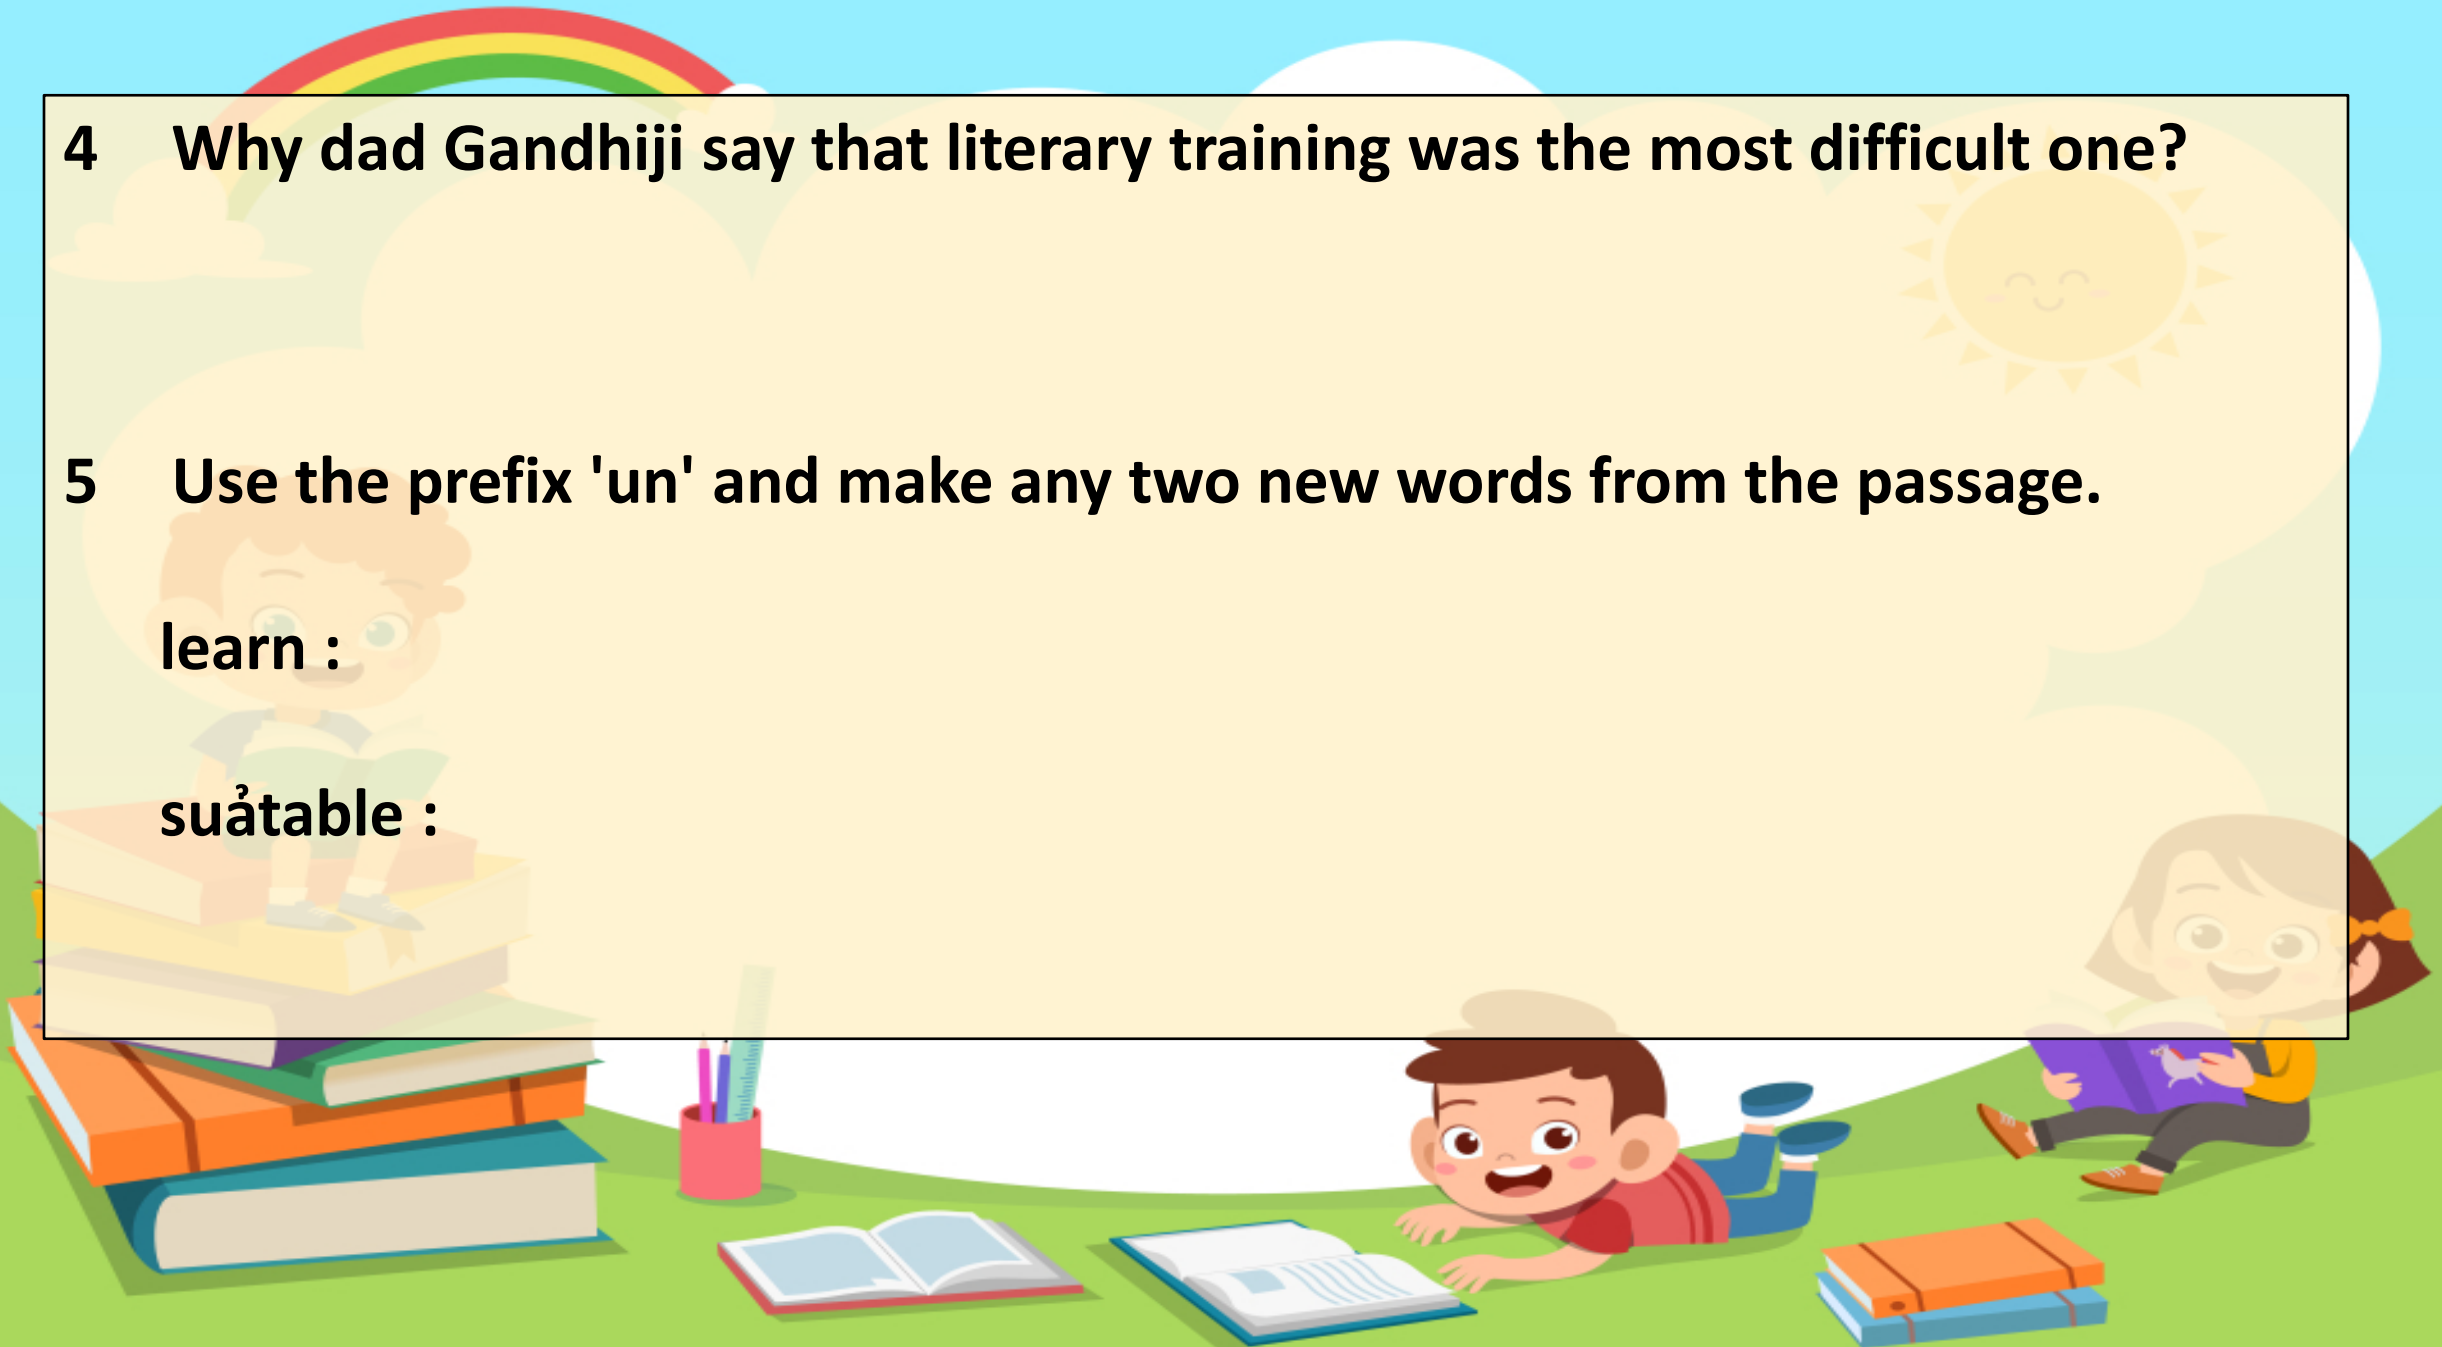 4 Why dad Gandhiji say that literary training was the most difficult one?
5 Use the prefix 'un' and make any two new words from the passage.
learn :
suảtable :